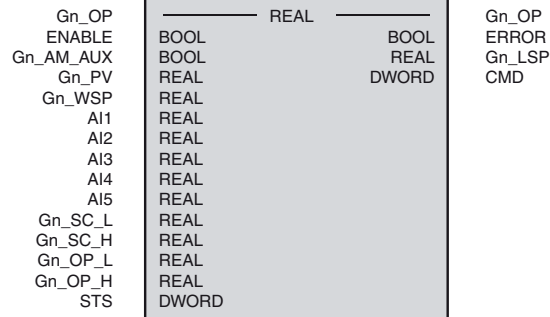 Gn_OP REAL Gn_OP
ENABLE BOOL BOOL ERROR
Gn_AM_AUX BOOL REAL Gn_LSP
Gn_PV REAL DWORD CMD
Gn_WSP REAL
AI1 REAL
AI2 REAL
AI3 REAL
AI4 REAL
AI5 REAL
Gn_SC_L REAL
Gn_SC_H REAL
Gn_OP_L REAL
Gn_OP_H REAL
STS DWORD